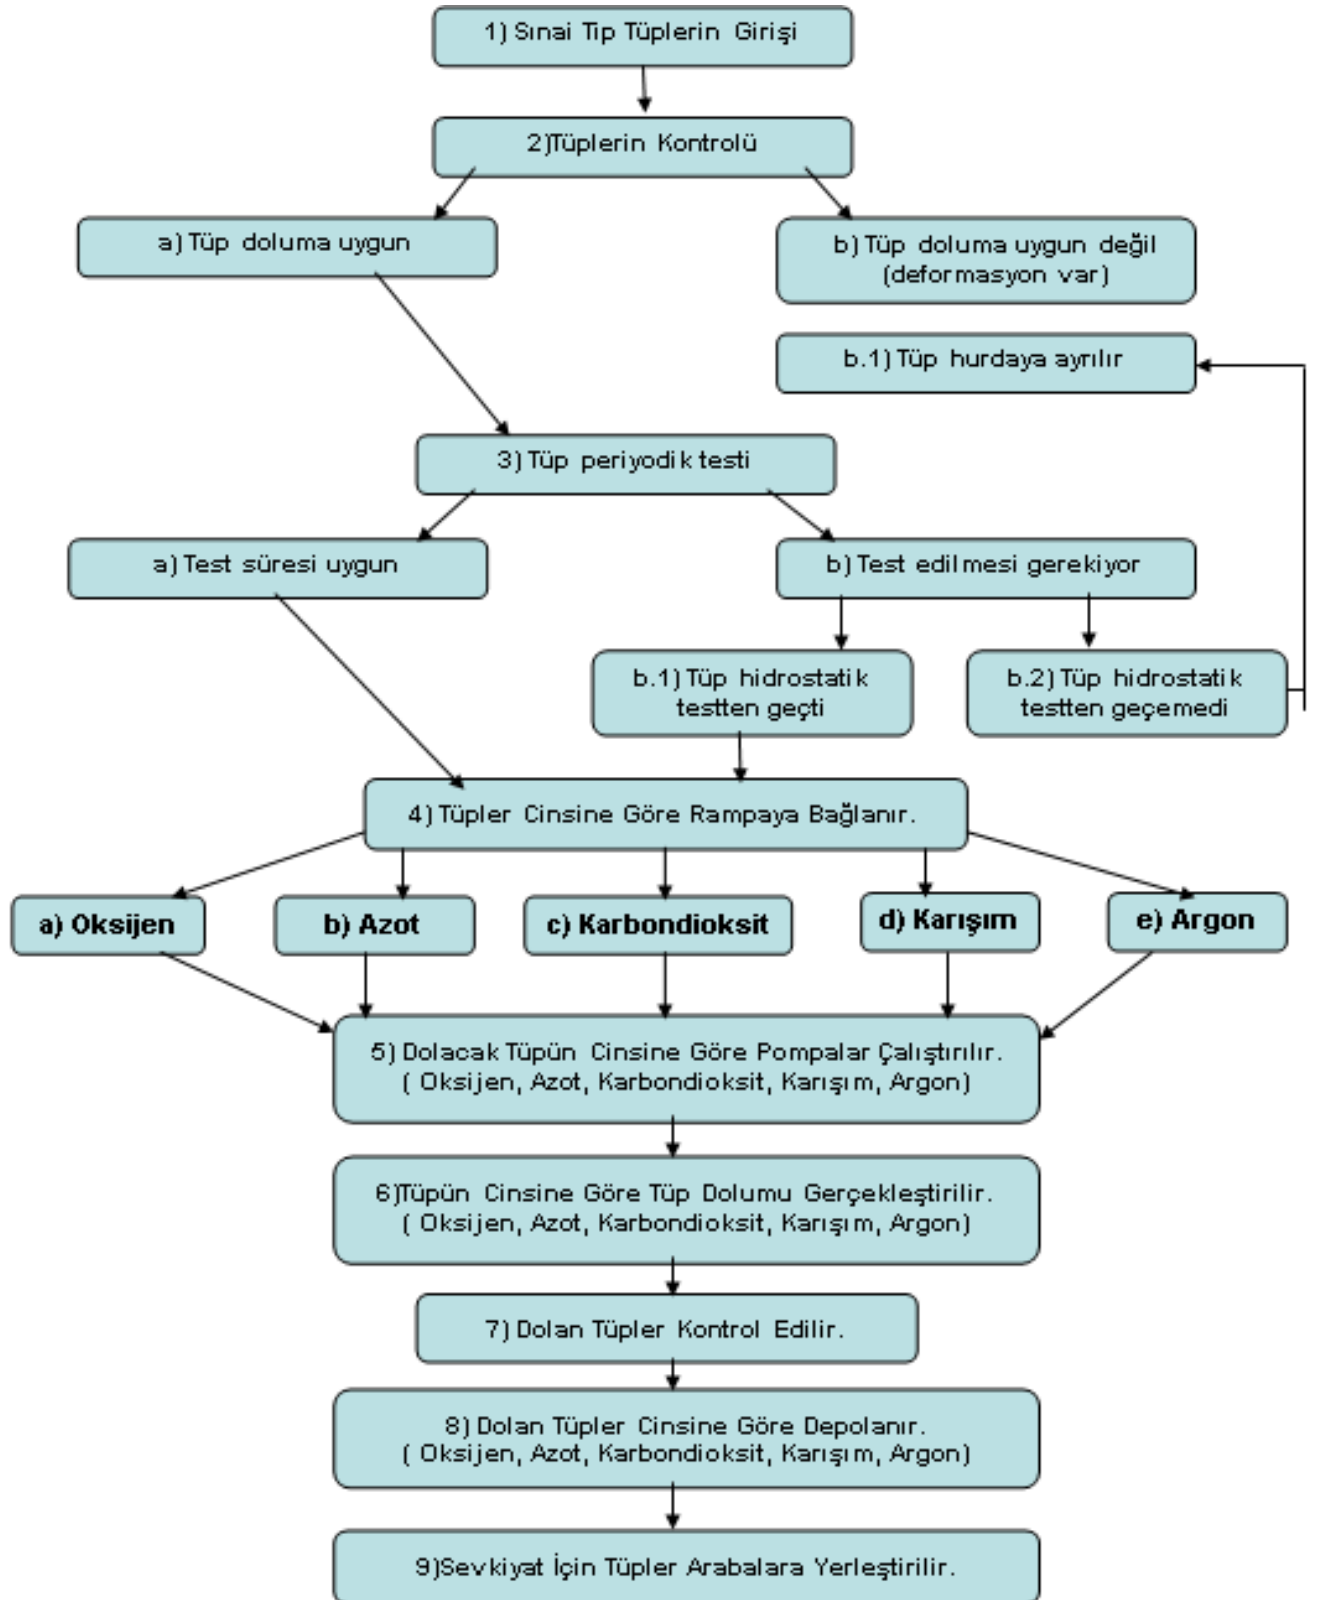 1) Sınai Tip Tüplerin Girişi
2)Tüplerin Kontrolü
a) Tüp doluma uygun
b) Tüp doluma uygun değil
(deformasyon var)
b.1) Tüp hurdaya ayrılır
3) Tüp periyodik testi
a) Test süresi uygun
b) Test edilmesi gerekiyor
b.1) Tüp hidrostatik
testten geçti
b.2) Tüp hidrostatik
testten geçemedi
4) Tüpler Cinsine Göre Rampaya Bağlanır.
a) Oksijen
b) Azot
c) Karbondioksit
d) Karışım
e) Argon
5) Dolacak Tüpün Cinsine Göre Pompalar Çalıştırılır.
( Oksijen, Azot, Karbondioksit, Karışım, Argon)
6)Tüpün Cinsine Göre Tüp Dolumu Gerçekleştirilir.
( Oksijen, Azot, Karbondioksit, Karışım, Argon)
7) Dolan Tüpler Kontrol Edilir.
8) Dolan Tüpler Cinsine Göre Depolanır.
( Oksijen, Azot, Karbondioksit, Karışım, Argon)
9)Sevkiyat İçin Tüpler Arabalara Yerleştirilir.